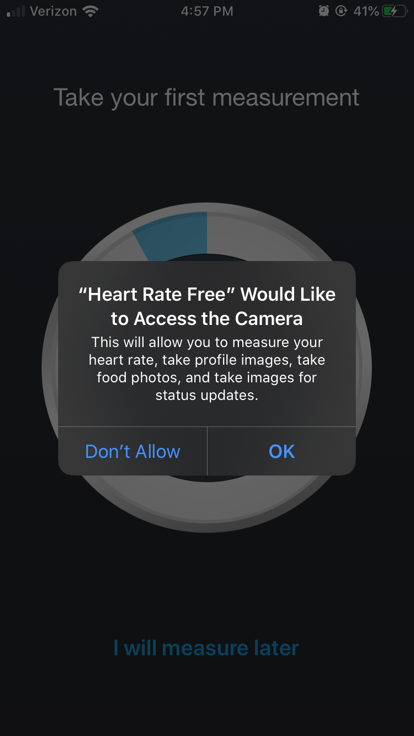 Verizon 4:57 PM 41%
Take your first measurement
“Heart Rate Free” Would Like
to Access the Camera
This will allow you to measure your
heart rate, take profile images, take
food photos, and take images for
status updates.
Don’t Allow OK
I will measure later